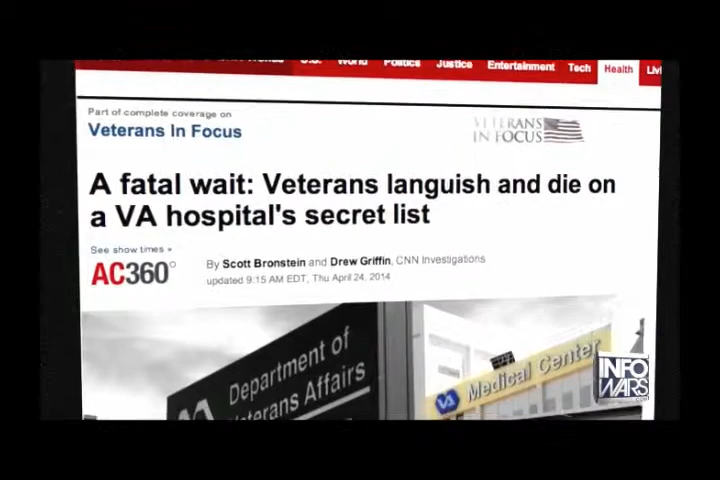 U.S. World Politics Justice Entertainment Tech Health
Part of complete coverage on
Veterans In Focus
VETERANS
IN FOCUS
A fatal wait: Veterans languish and die on
a VA hospital's secret list
See show times »
AC360°
By Scott Bronstein and Drew Griffin, CNN Investigations
updated 9:15 AM EDT, Thu April 24, 2014
Department of
Veterans Affairs
VA Medical Center
INFO
WARS
.com